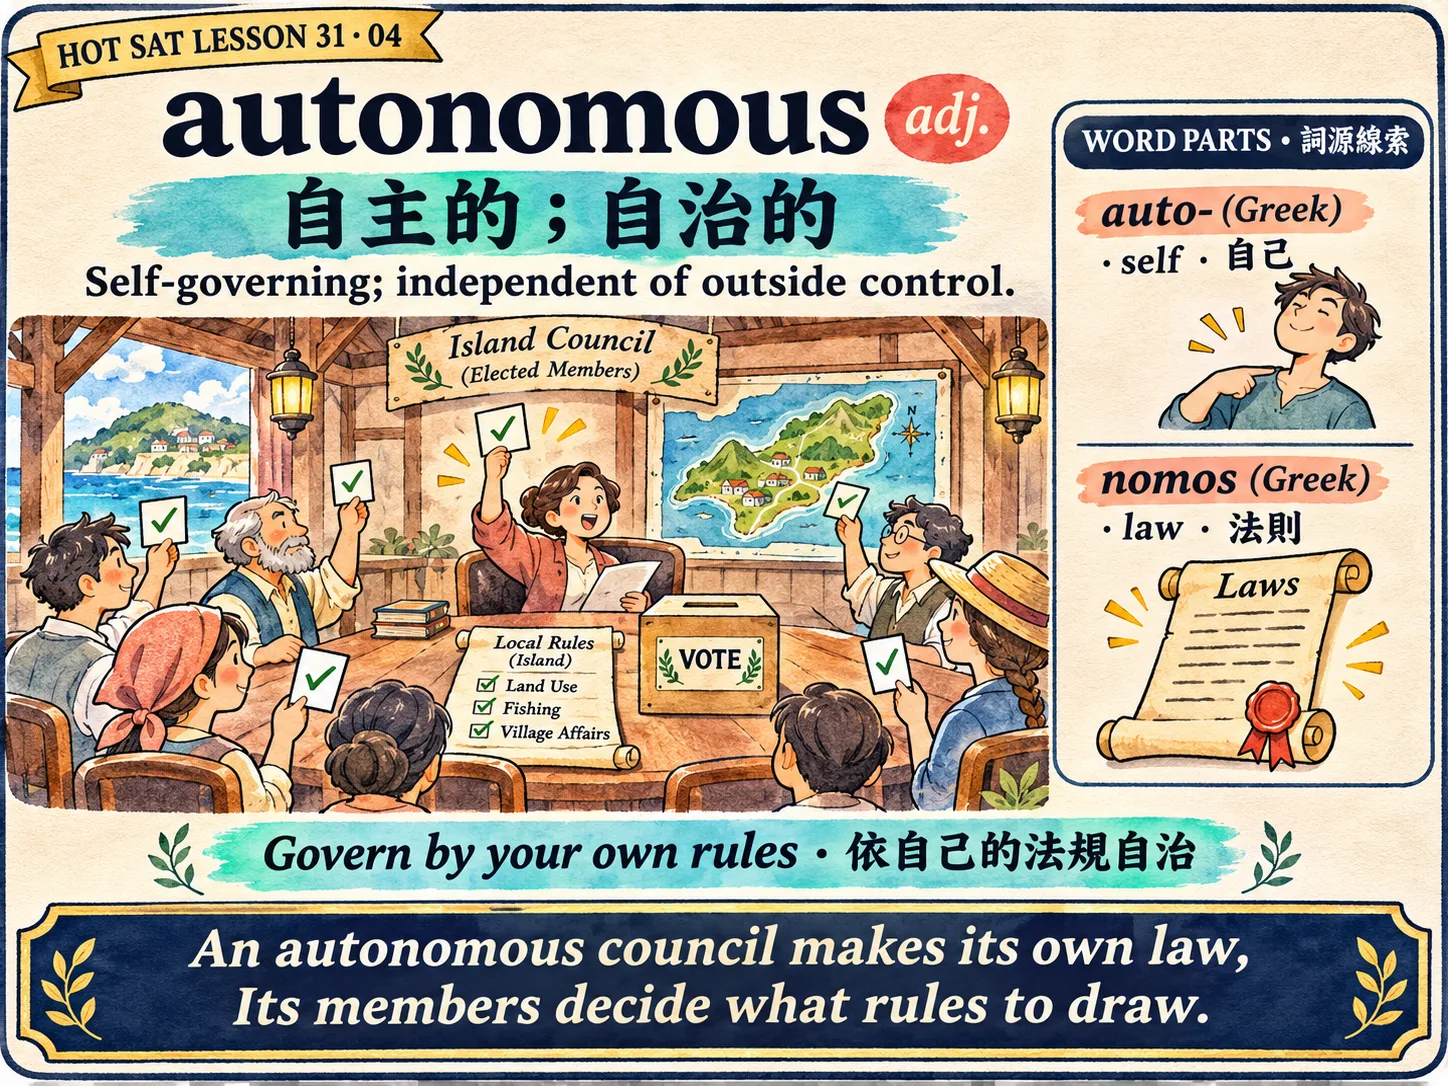 HOT SAT LESSON 31·04
autonomous adj.
自主的；自治的
Self-governing; independent of outside control.
Island Council
(Elected Members)
N
Local Rules
(Island)
Land Use
Fishing
Village Affairs
VOTE
WORD PARTS · 詞源線索
auto- (Greek)
· self · 自己
nomos (Greek)
· law · 法則
Laws
Govern by your own rules · 依自己的法規自治
An autonomous council makes its own law,
Its members decide what rules to draw.